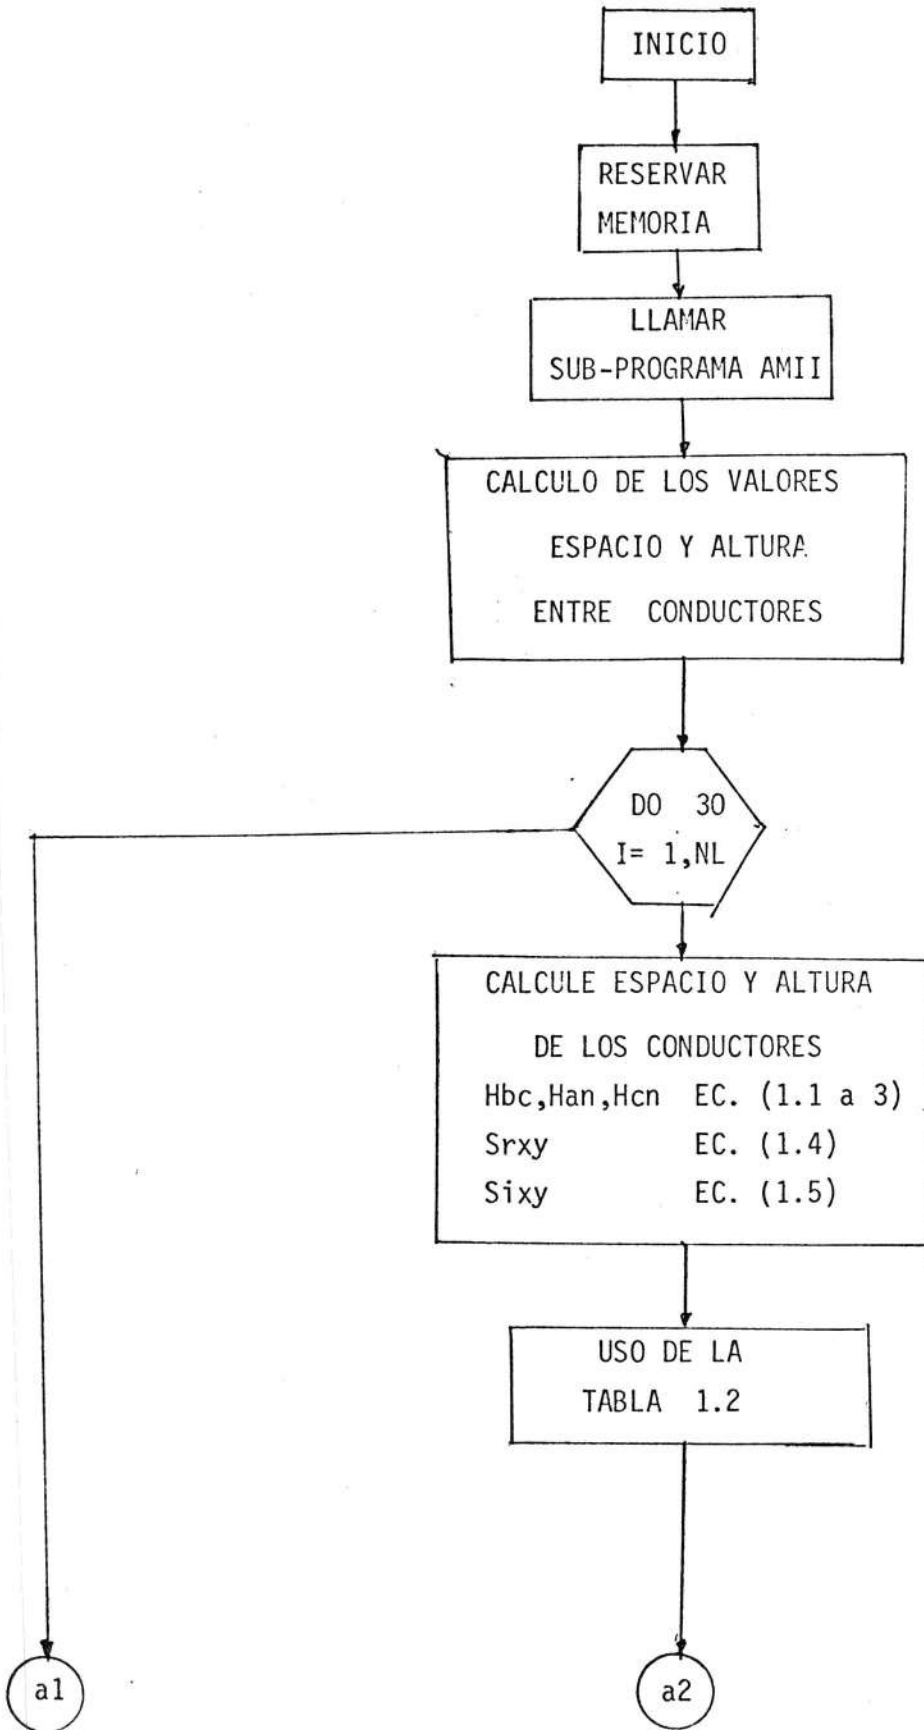 INICIO
RESERVAR
MEMORIA
LLAMAR
SUB-PROGRAMA AMII
CALCULO DE LOS VALORES
ESPACIO Y ALTURA
ENTRE CONDUCTORES
DO 30
I= 1,NL
CALCULE ESPACIO Y ALTURA
DE LOS CONDUCTORES
Hbc,Han,Hcn EC. (1.1 a 3)
Srxy EC. (1.4)
Sixy EC. (1.5)
USO DE LA
TABLA 1.2
a1
a2